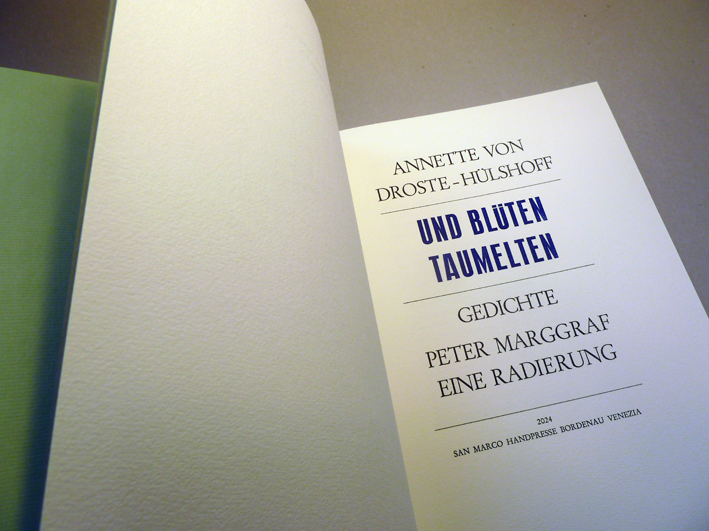 ANNETTE VON
DROSTE-HÜLSHOFF
UND BLÜTEN
TAUMELTEN
GEDICHTE
PETER MARGGRAF
EINE RADIERUNG
2024
SAN MARCO HANDPRESSE BORDENAU VENEZIA